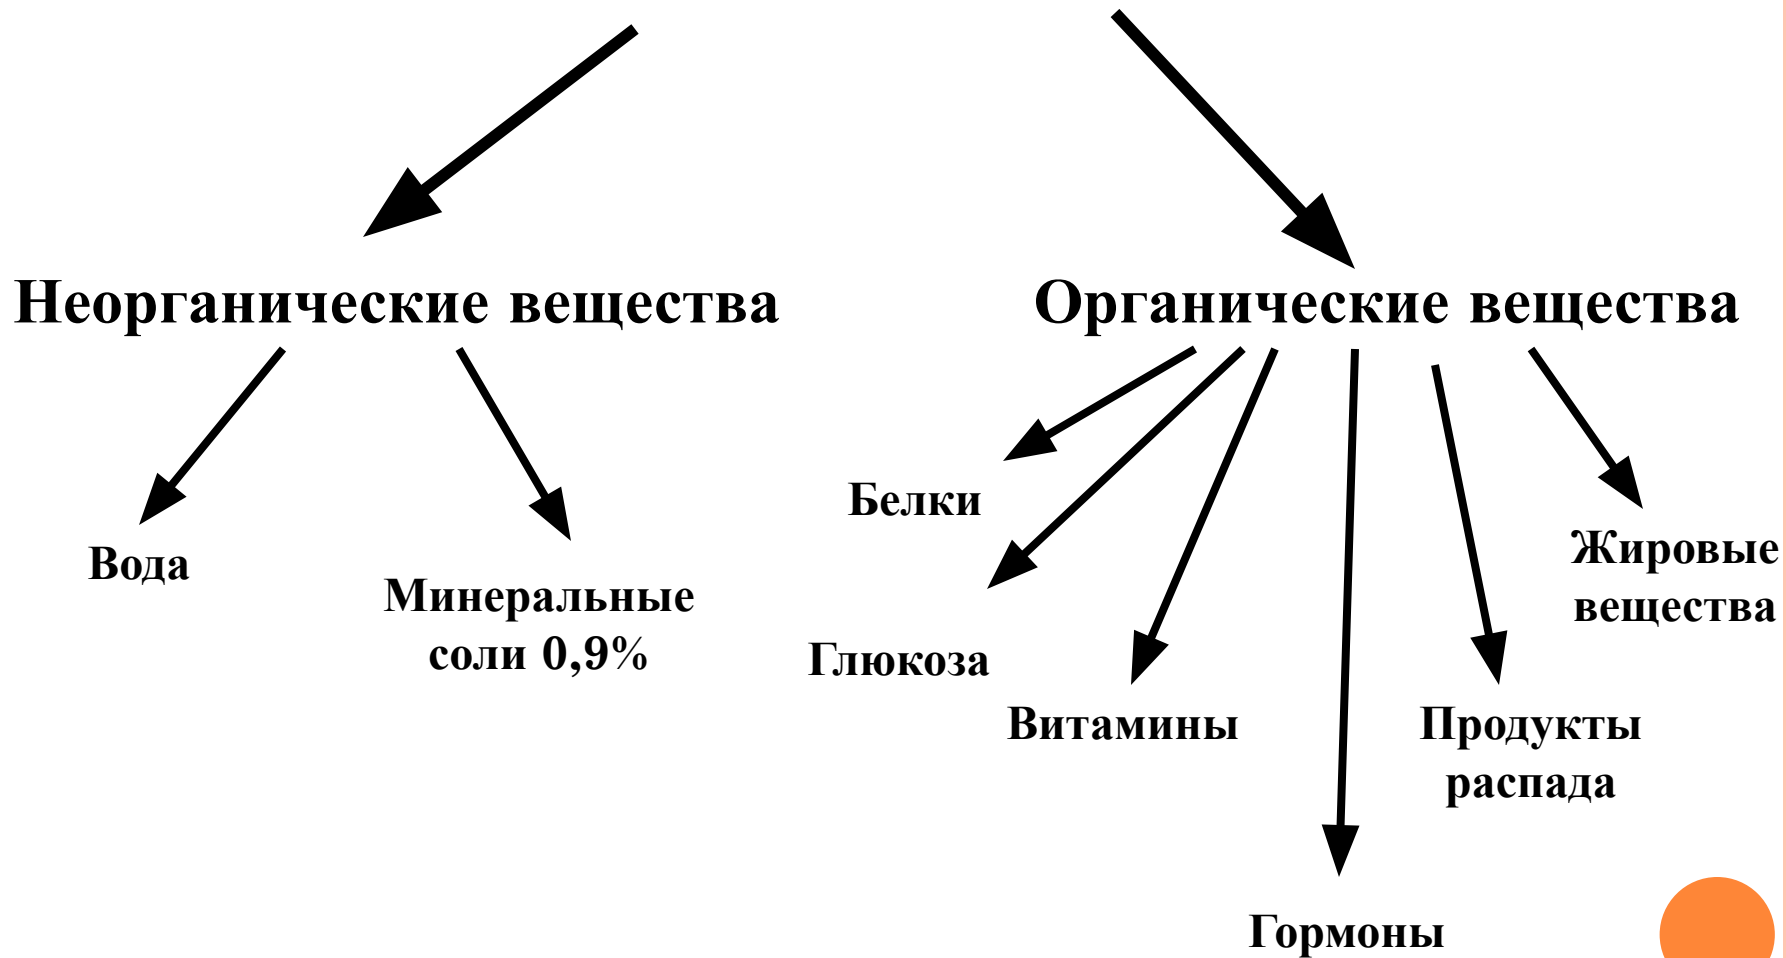 Неорганические вещества
Органические вещества
Вода
Минеральные
соли 0,9%
Белки
Глюкоза
Витамины
Гормоны
Продукты
распада
Жировые
вещества